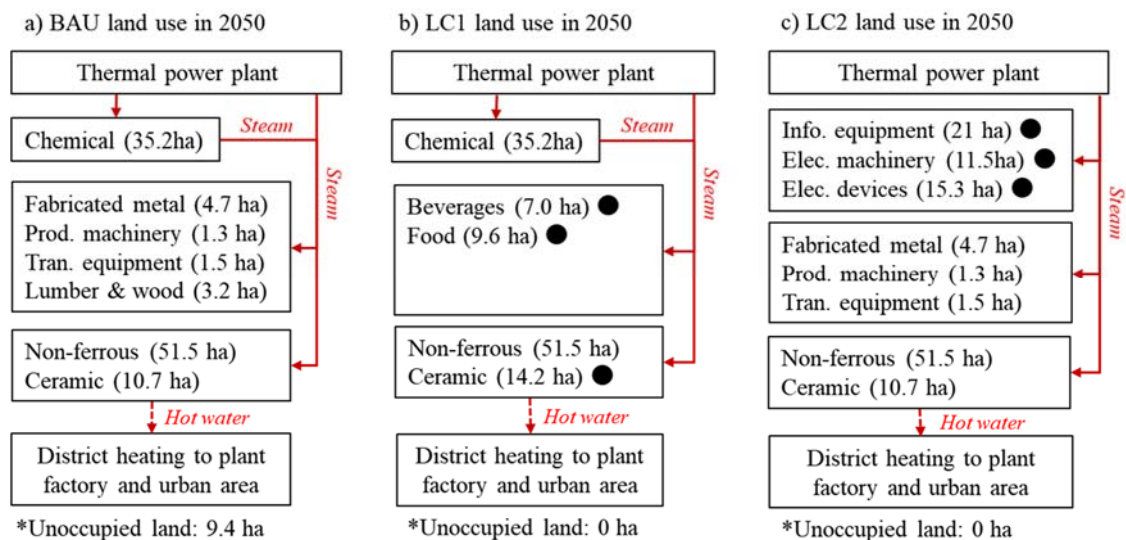 a) BAU land use in 2050
Thermal power plant
Chemical (35.2ha)
Steam
Steam
Fabricated metal (4.7 ha)
Prod. machinery (1.3 ha)
Tran. equipment (1.5 ha)
Lumber & wood (3.2 ha)
Non-ferrous (51.5 ha)
Ceramic (10.7 ha)
Hot water
District heating to plant
factory and urban area
*Unoccupied land: 9.4 ha
b) LC1 land use in 2050
Thermal power plant
Chemical (35.2ha)
Steam
Steam
Beverages (7.0 ha)
Food (9.6 ha)
Non-ferrous (51.5 ha)
Ceramic (14.2 ha)
Hot water
District heating to plant
factory and urban area
*Unoccupied land: 0 ha
c) LC2 land use in 2050
Thermal power plant
Info. equipment (21 ha)
Elec. machinery (11.5ha)
Elec. devices (15.3 ha)
Steam
Fabricated metal (4.7 ha)
Prod. machinery (1.3 ha)
Tran. equipment (1.5 ha)
Non-ferrous (51.5 ha)
Ceramic (10.7 ha)
Hot water
District heating to plant
factory and urban area
*Unoccupied land: 0 ha